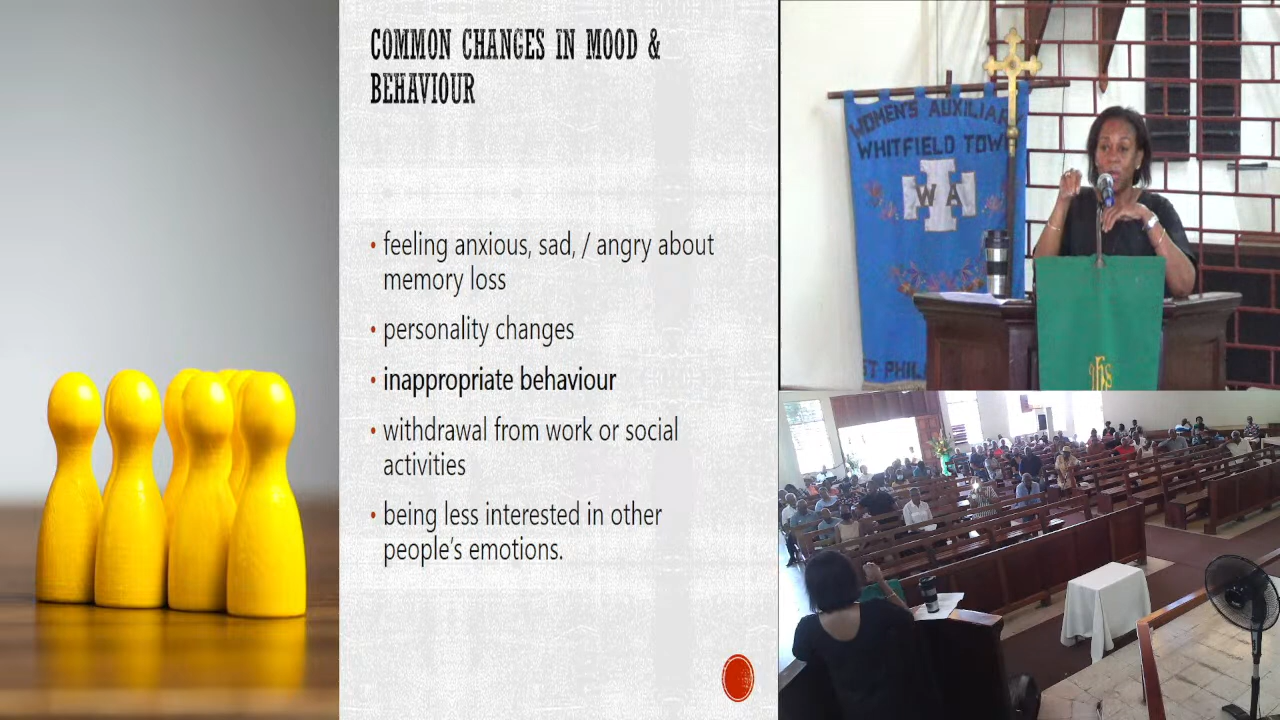 COMMON CHANGES IN MOOD &
BEHAVIOUR
• feeling anxious, sad, / angry about
memory loss
• personality changes
• inappropriate behaviour
• withdrawal from work or social
activities
• being less interested in other
people's emotions.
WOMEN'S AUXILIAR
WHITFIELD TOW
W A
ST PHIL
ihs